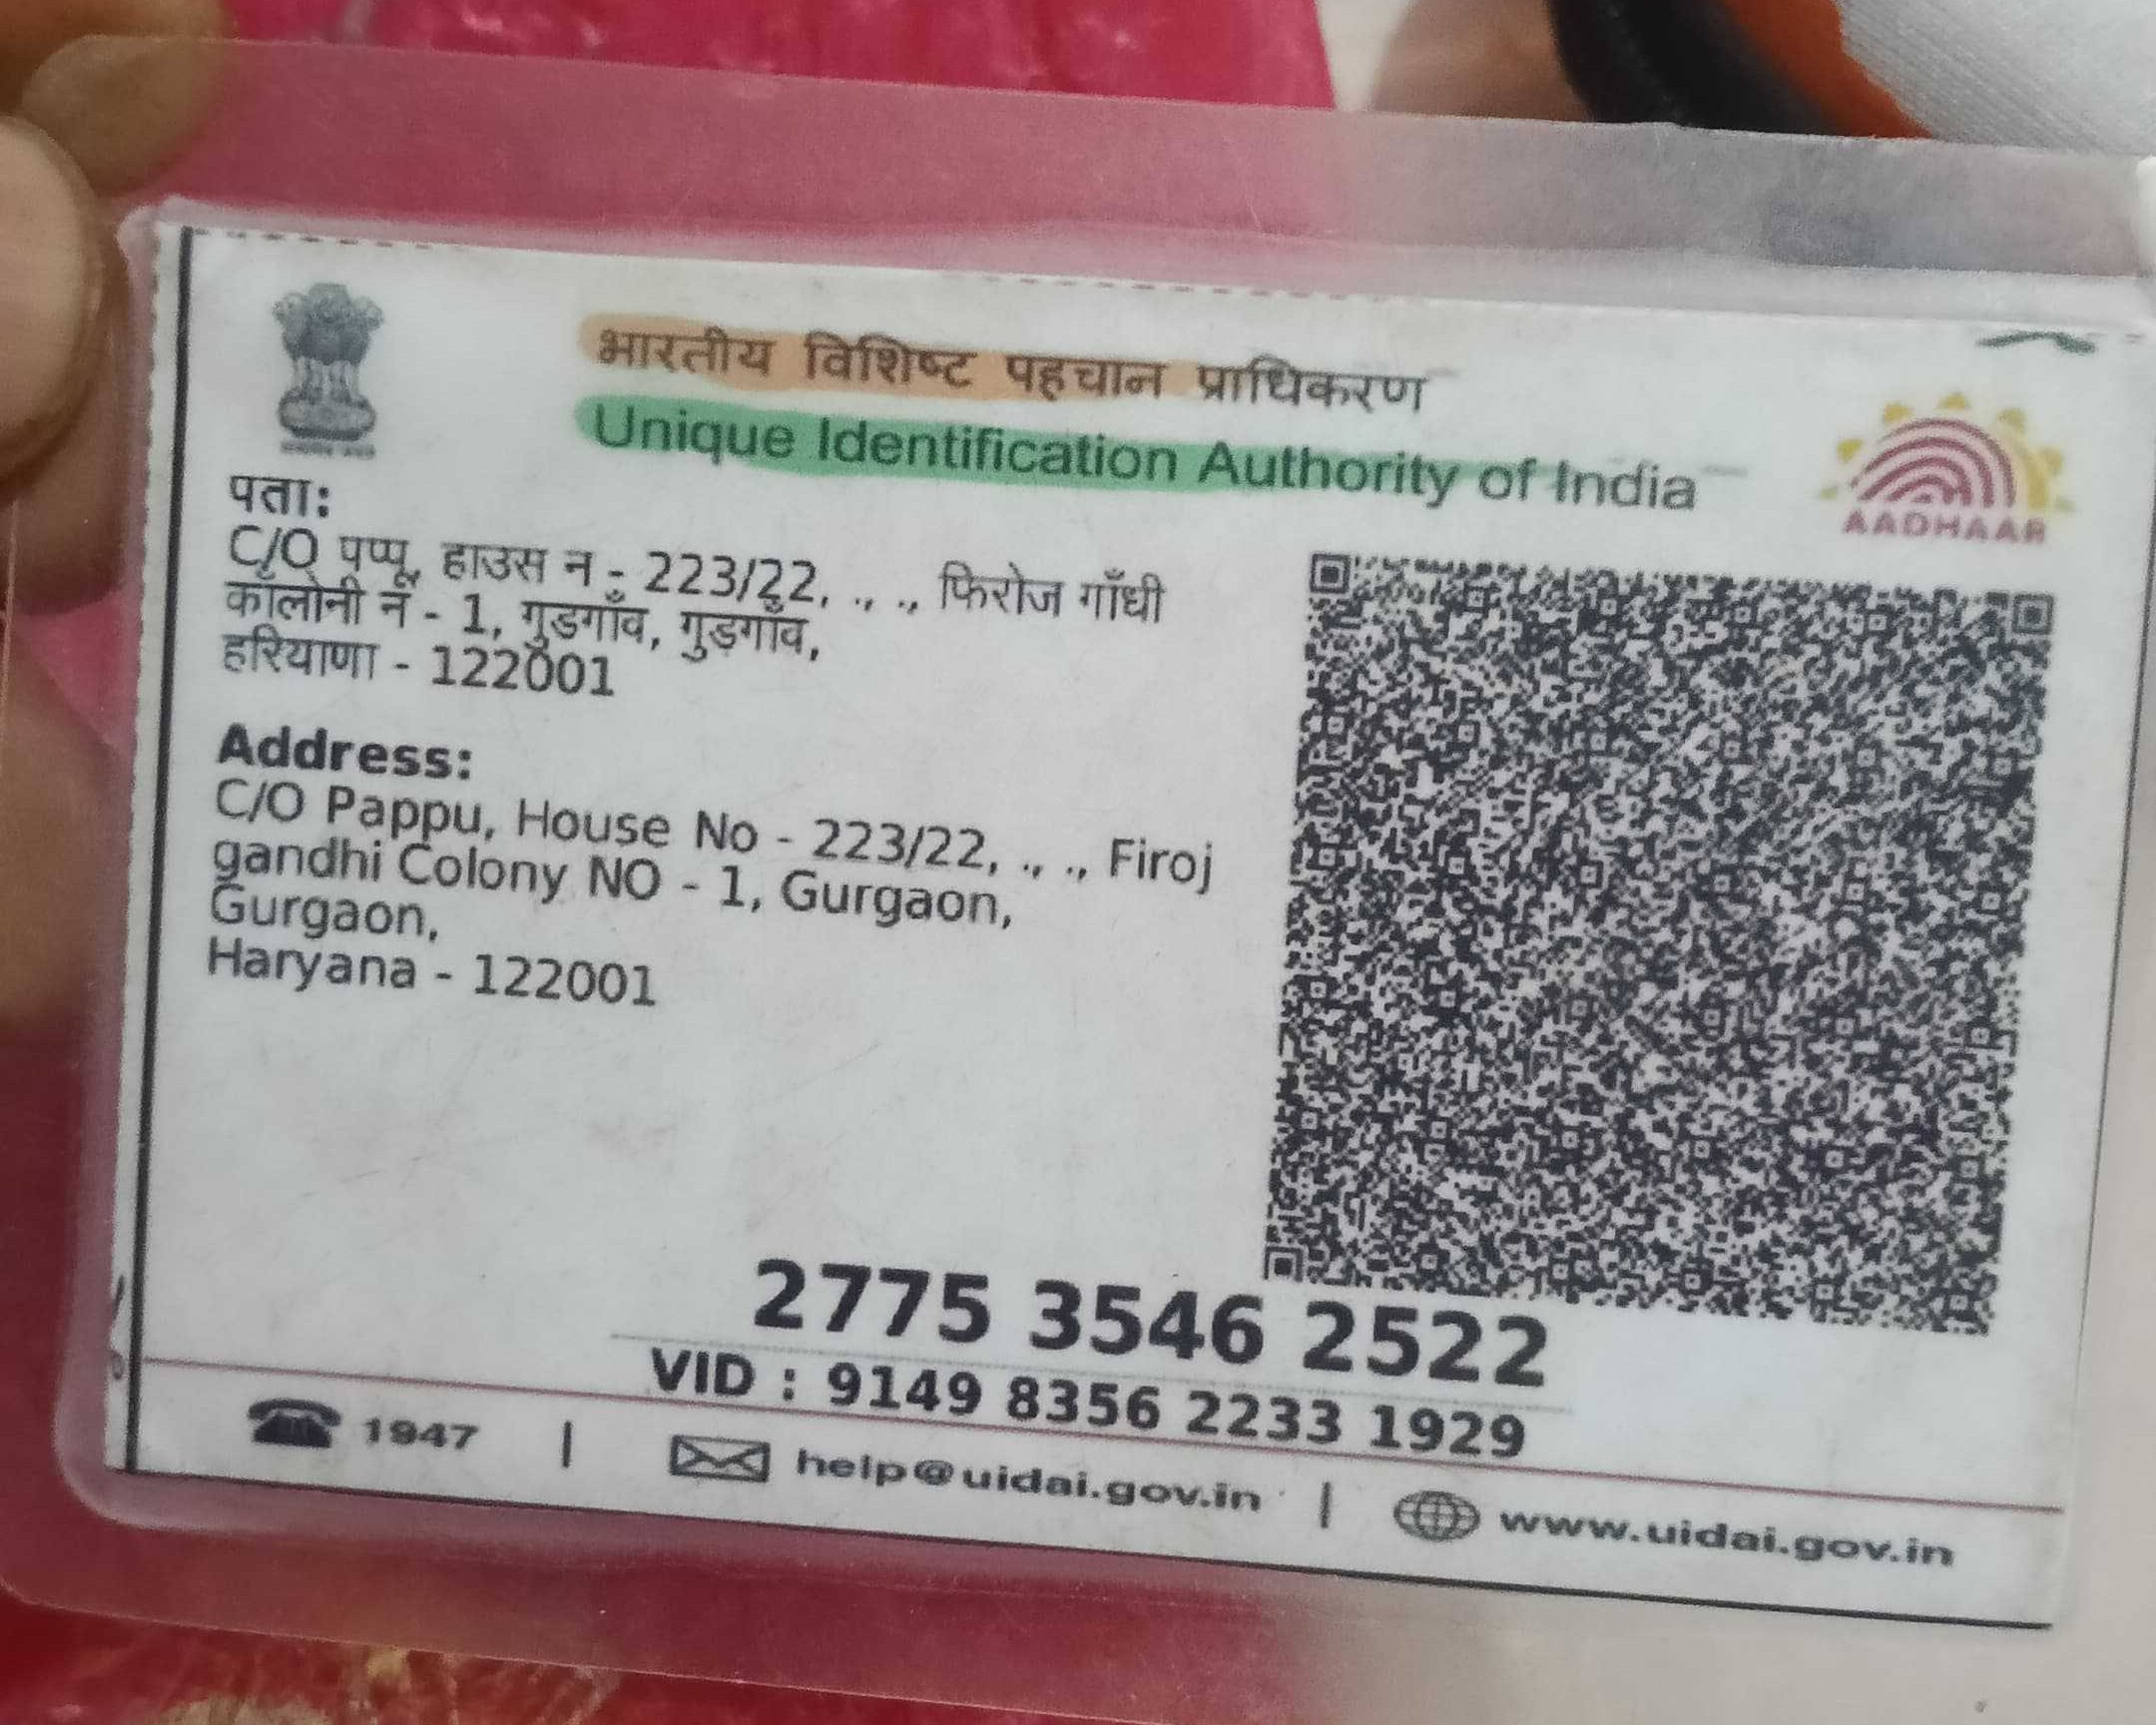 भारतीय विशिष्ट पहचान प्राधिकरण
Unique Identification Authority of India
AADHAAR
पता:
C/O पप्पू, हाउस न - 223/22, ., ., फिरोज गाँधी
कॉलोनी न - 1, गुडगाँव, गुड़गाँव,
हरियाणा - 122001
Address:
C/O Pappu, House No - 223/22, ., ., Firoj
gandhi Colony NO - 1, Gurgaon,
Gurgaon,
Haryana - 122001
2775 3546 2522
VID : 9149 8356 2233 1929
1947 | help@uidai.gov.in | www.uidai.gov.in